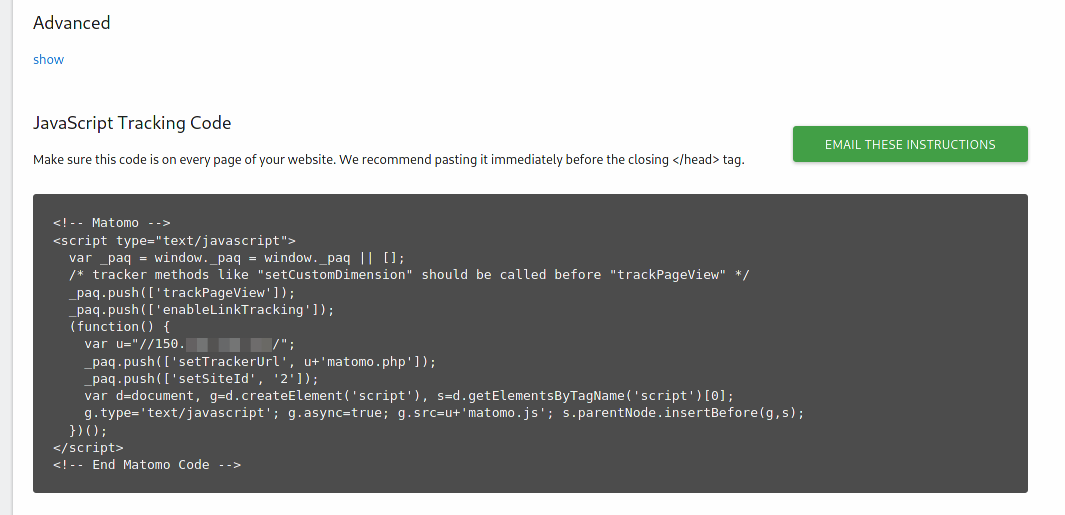 Advanced
show
JavaScript Tracking Code
EMAIL THESE INSTRUCTIONS
Make sure this code is on every page of your website. We recommend pasting it immediately before the closing </head> tag.
<!-- Matomo -->
<script type="text/javascript">
  var _paq = window._paq = window._paq || [];
  /* tracker methods like "setCustomDimension" should be called before "trackPageView" */
  _paq.push(['trackPageView']);
  _paq.push(['enableLinkTracking']);
  (function() {
    var u="//150. /";
    _paq.push(['setTrackerUrl', u+'matomo.php']);
    _paq.push(['setSiteId', '2']);
    var d=document, g=d.createElement('script'), s=d.getElementsByTagName('script')[0];
    g.type='text/javascript'; g.async=true; g.src=u+'matomo.js'; s.parentNode.insertBefore(g,s);
  })();
</script>
<!-- End Matomo Code -->